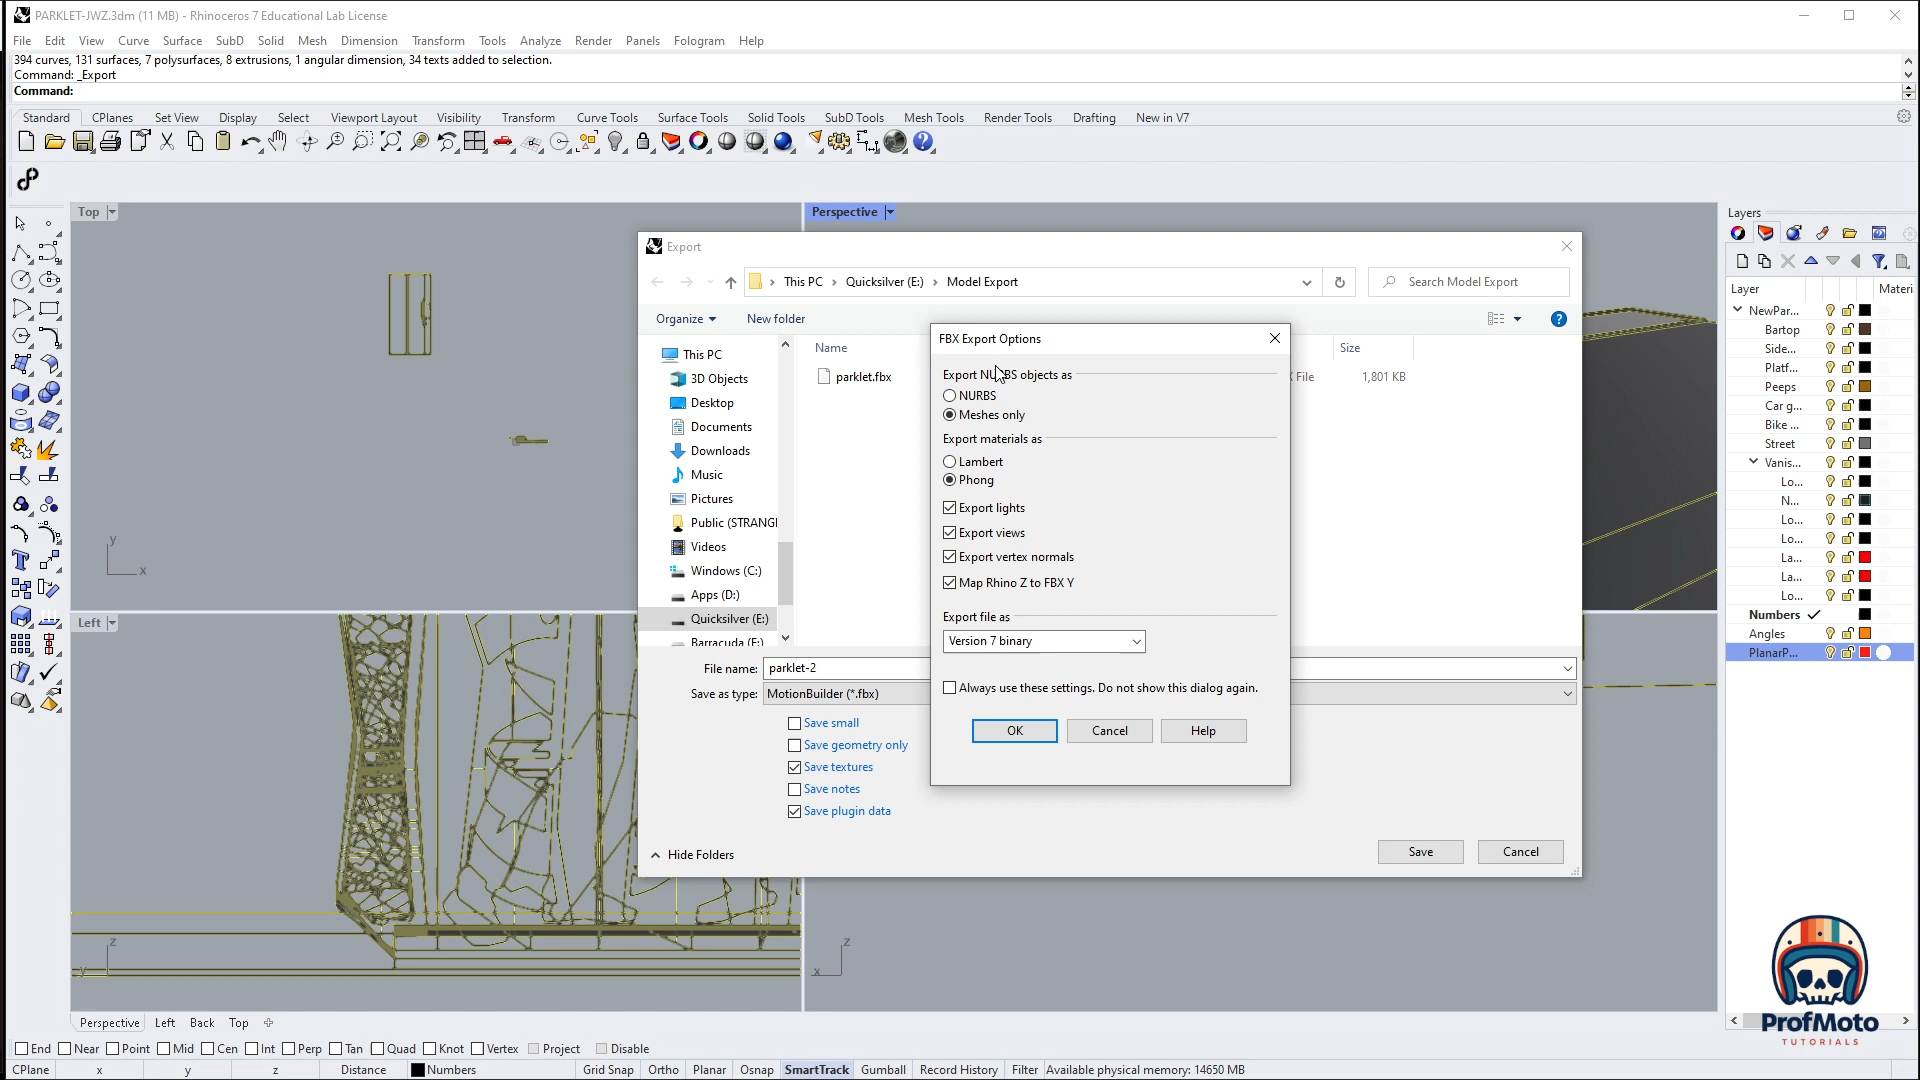 PARKLET-JWZ.3dm (11 MB) - Rhinoceros 7 Educational Lab License
File Edit View Curve Surface SubD Solid Mesh Dimension Transform Tools Analyze Render Panels Fologram Help
394 curves, 131 surfaces, 7 polysurfaces, 8 extrusions, 1 angular dimension, 34 texts added to selection.
Command: _Export
Command:
Standard CPlanes Set View Display Select Viewport Layout Visibility Transform Curve Tools Surface Tools Solid Tools SubD Tools Mesh Tools Render Tools Drafting New in V7
Top
y
x
Perspective
Left
z
y
z
x
Export
This PC > Quicksilver (E:) > Model Export
Search Model Export
Organize
New folder
This PC
3D Objects
Desktop
Documents
Downloads
Music
Pictures
Public (STRANGI
Videos
Windows (C:)
Apps (D:)
Quicksilver (E:)
Barracuda (F:)
Name
Size
parklet.fbx
File
1,801 KB
File name: parklet-2
Save as type: MotionBuilder (*.fbx)
Save small
Save geometry only
Save textures
Save notes
Save plugin data
Hide Folders
Save
Cancel
FBX Export Options
Export NURBS objects as
NURBS
Meshes only
Export materials as
Lambert
Phong
Export lights
Export views
Export vertex normals
Map Rhino Z to FBX Y
Export file as
Version 7 binary
Always use these settings. Do not show this dialog again.
OK
Cancel
Help
Layers
Layer
Materi
NewPar...
Bartop
Side...
Platf...
Peeps
Car g...
Bike ...
Street
Vanis...
Lo...
N...
Lo...
Lo...
La...
La...
Lo...
Numbers
Angles
PlanarP...
ProfMoto
TUTORIALS
Perspective Left Back Top
End Near Point Mid Cen Int Perp Tan Quad Knot Vertex Project Disable
CPlane x y z Distance Numbers Grid Snap Ortho Planar Osnap SmartTrack Gumball Record History Filter Available physical memory: 14650 MB